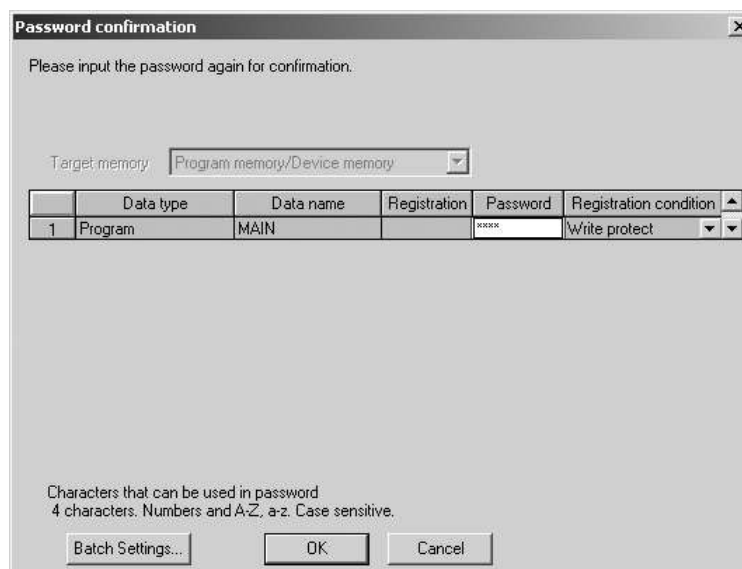 Password confirmation
Please input the password again for confirmation.
Target memory Program memory/Device memory
Data type Data name Registration Password Registration condition
1 Program MAIN **** Write protect
Characters that can be used in password
4 characters. Numbers and A-Z, a-z. Case sensitive.
Batch Settings... OK Cancel